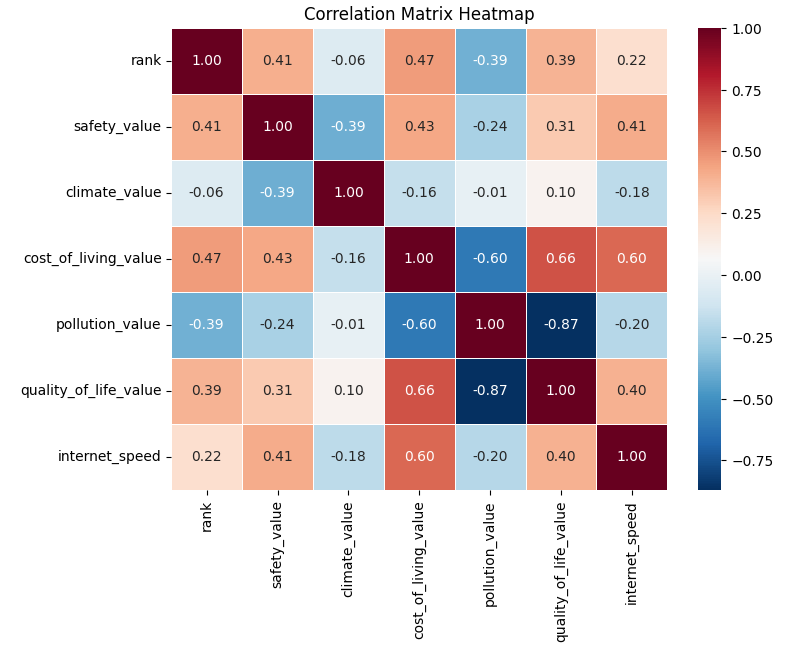 Correlation Matrix Heatmap
rank 1.00 0.41 -0.06 0.47 -0.39 0.39 0.22
safety_value 0.41 1.00 -0.39 0.43 -0.24 0.31 0.41
climate_value -0.06 -0.39 1.00 -0.16 -0.01 0.10 -0.18
cost_of_living_value 0.47 0.43 -0.16 1.00 -0.60 0.66 0.60
pollution_value -0.39 -0.24 -0.01 -0.60 1.00 -0.87 -0.20
quality_of_life_value 0.39 0.31 0.10 0.66 -0.87 1.00 0.40
internet_speed 0.22 0.41 -0.18 0.60 -0.20 0.40 1.00
rank
safety_value
climate_value
cost_of_living_value
pollution_value
quality_of_life_value
internet_speed
1.00
0.75
0.50
0.25
0.00
−0.25
−0.50
−0.75